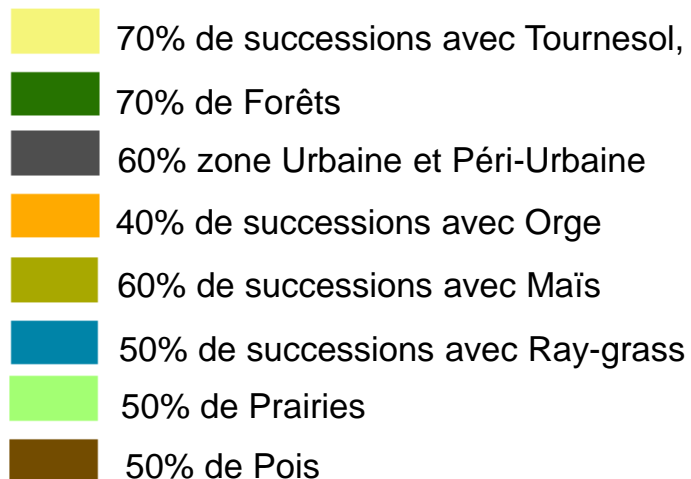 70% de successions avec Tournesol,
70% de Forêts
60% zone Urbaine et Péri-Urbaine
40% de successions avec Orge
60% de successions avec Maïs
50% de successions avec Ray-grass
50% de Prairies
50% de Pois